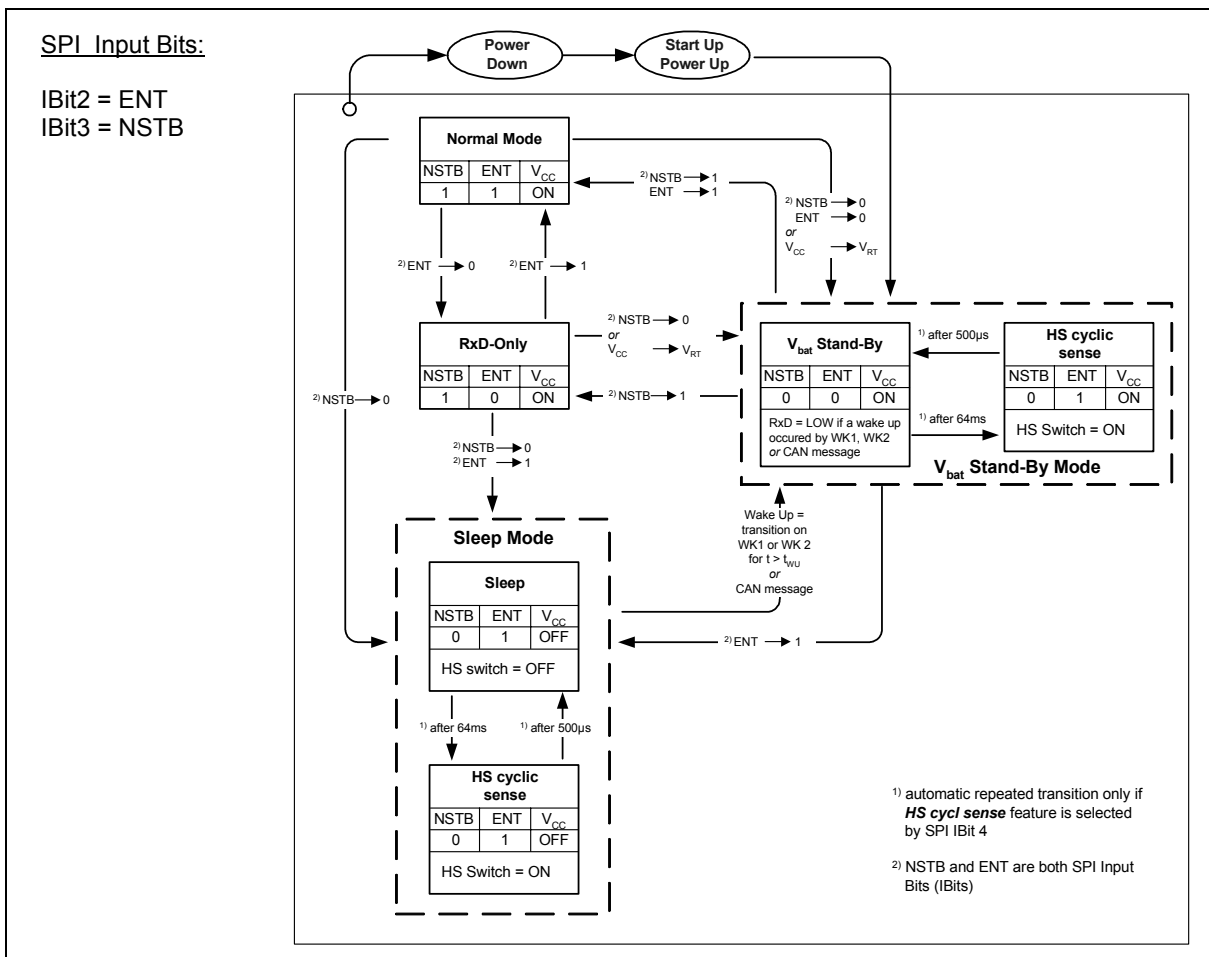 SPI Input Bits:
IBit2 = ENT
IBit3 = NSTB
Power
Down
Start Up
Power Up
Normal Mode
NSTB ENT VCC
1 1 ON
2) NSTB → 1
ENT → 1
2) NSTB → 0
ENT → 0
or
VCC → VRT
2) ENT → 0
2) ENT → 1
RxD-Only
NSTB ENT VCC
1 0 ON
2) NSTB → 0
or
VCC → VRT
2) NSTB → 1
Vbat Stand-By
NSTB ENT VCC
0 0 ON
RxD = LOW if a wake up
occured by WK1, WK2
or CAN message
1) after 500µs
1) after 64ms
HS cyclic
sense
NSTB ENT VCC
0 1 ON
HS Switch = ON
Vbat Stand-By Mode
2) NSTB → 0
2) NSTB → 0
2) ENT → 1
Wake Up =
transition on
WK1 or WK 2
for t > tWU
or
CAN message
2) ENT → 1
Sleep Mode
Sleep
NSTB ENT VCC
0 1 OFF
HS switch = OFF
1) after 64ms
1) after 500µs
HS cyclic
sense
NSTB ENT VCC
0 1 OFF
HS Switch = ON
1) automatic repeated transition only if
HS cycl sense feature is selected
by SPI IBit 4
2) NSTB and ENT are both SPI Input
Bits (IBits)